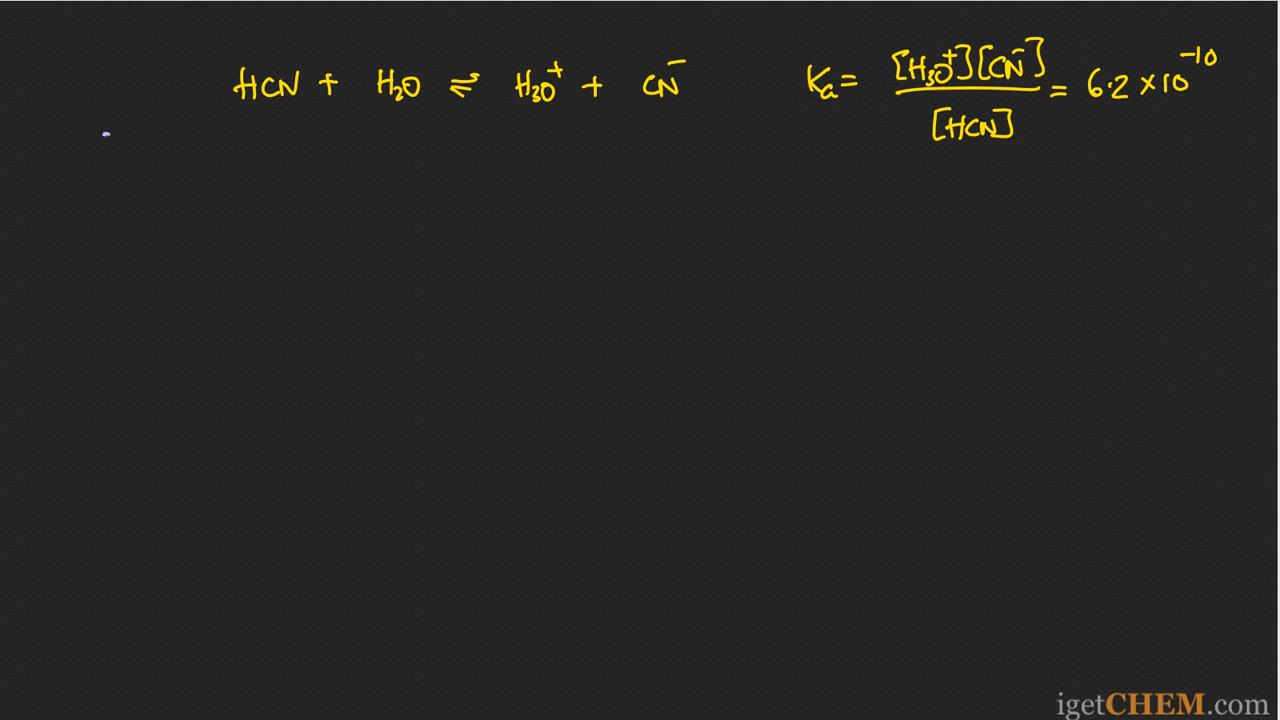 HCN + H₂O ⇌ H₃O⁺ + CN⁻ Kₐ = [H₃O⁺][CN⁻] / [HCN] = 6.2 × 10⁻¹⁰
igetCHEM.com